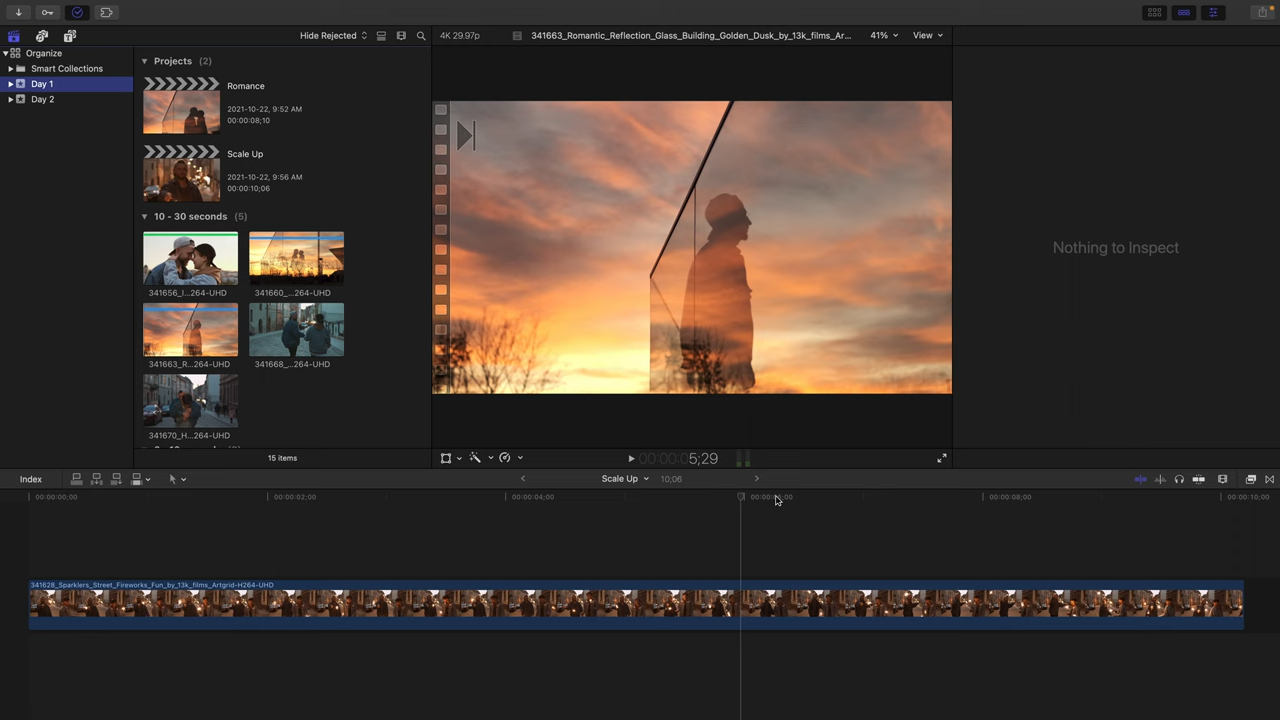 Hide Rejected
4K 29.97p
341663_Romantic_Reflection_Glass_Building_Golden_Dusk_by_13k_films_Ar...
41%
View
Organize
Smart Collections
Day 1
Day 2
Projects (2)
Romance
2021-10-22, 9:52 AM
00:00:08;10
Scale Up
2021-10-22, 9:56 AM
00:00:10;06
10 - 30 seconds (5)
341656_I...264-UHD
341660_...264-UHD
341663_R...264-UHD
341668_...264-UHD
341670_H...264-UHD
15 items
Nothing to Inspect
00:00:05;29
Index
Scale Up
10;06
00:00:00;00
00:00:02;00
00:00:04;00
00:00:08;00
00:00:10;00
341628_Sparklers_Street_Fireworks_Fun_by_13k_films_Artgrid-H264-UHD